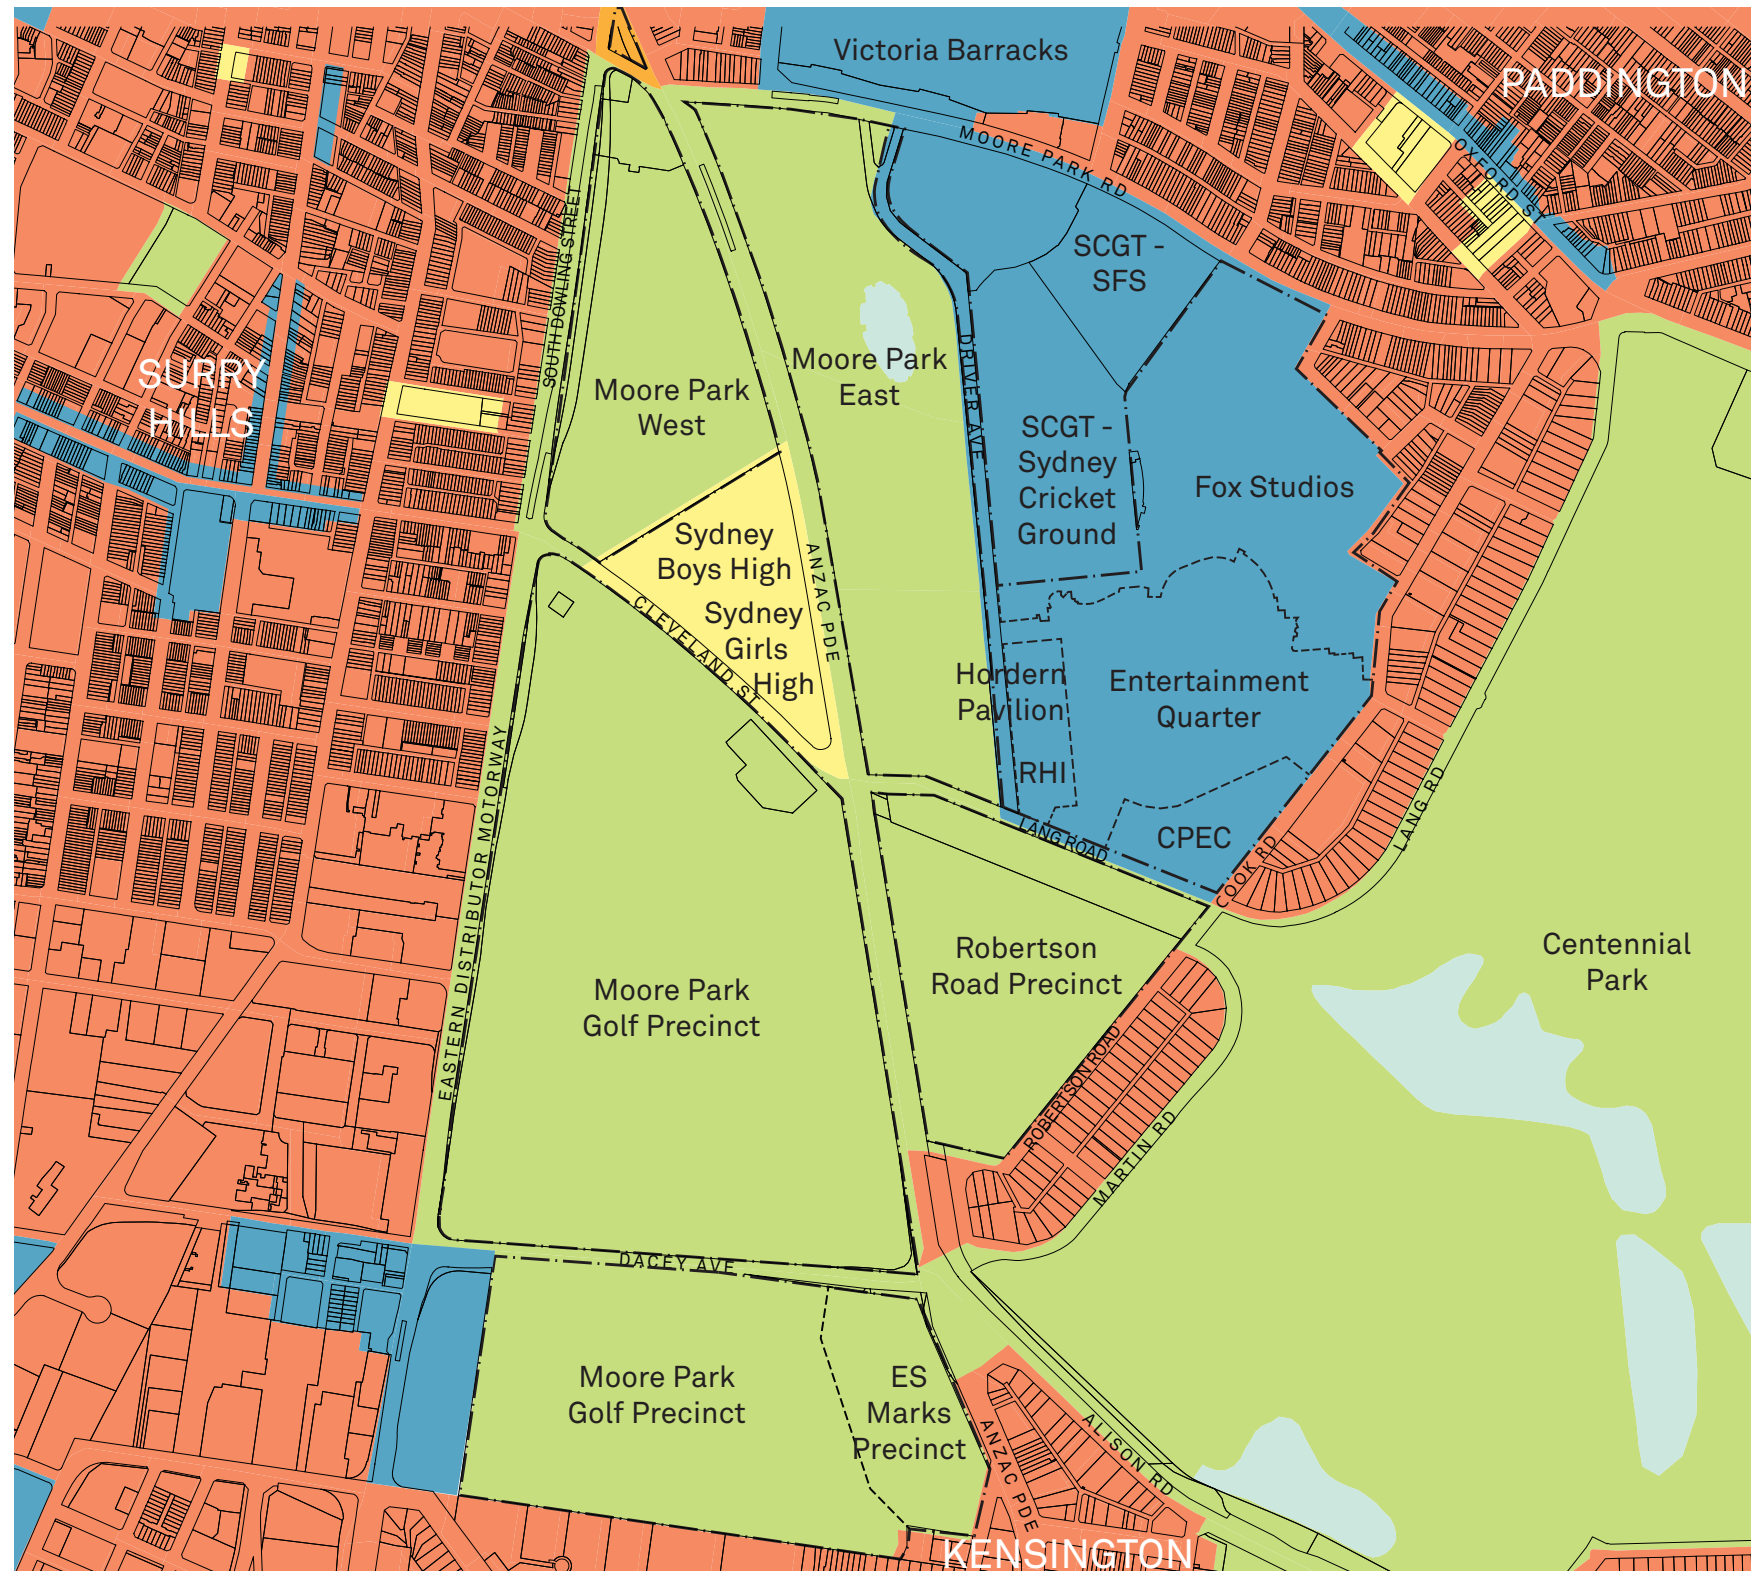 Victoria Barracks
PADDINGTON
MOORE PARK RD
OXFORD ST
SOUTH DOWLING STREET
SCGT -
SFS
SURRY
HILLS
Moore Park
West
Moore Park
East
DRIVER AVE
SCGT -
Sydney
Cricket
Ground
Fox Studios
Sydney
Boys High
Sydney
Girls
High
ANZAC PDE
CLEVELAND ST
Hordern
Pavilion
Entertainment
Quarter
RHI
CPEC
LANG ROAD
COOK RD
LANG RD
EASTERN DISTRIBUTOR MOTORWAY
Moore Park
Golf Precinct
Robertson
Road Precinct
Centennial
Park
ROBERTSON ROAD
MARTIN RD
DACEY AVE
Moore Park
Golf Precinct
ES
Marks
Precinct
ANZAC PDE
ALISON RD
KENSINGTON